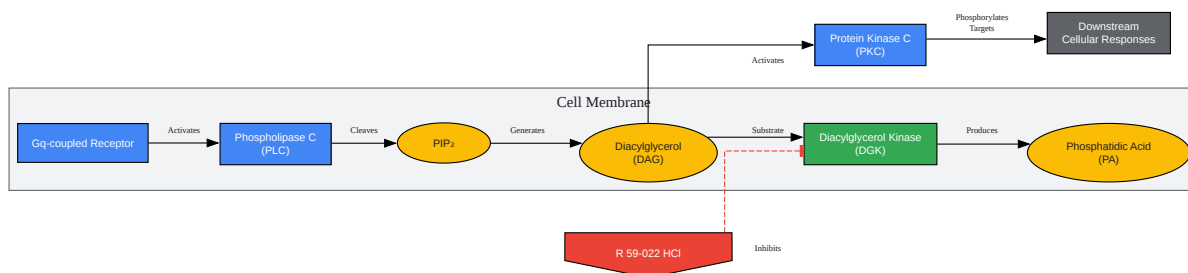 Phosphorylates
Targets
Downstream
Cellular Responses
Protein Kinase C
(PKC)
Activates
Cell Membrane
Gq-coupled Receptor
Activates
Phospholipase C
(PLC)
Cleaves
PIP₂
Generates
Diacylglycerol
(DAG)
Substrate
Diacylglycerol Kinase
(DGK)
Produces
Phosphatidic Acid
(PA)
R 59-022 HCl
Inhibits